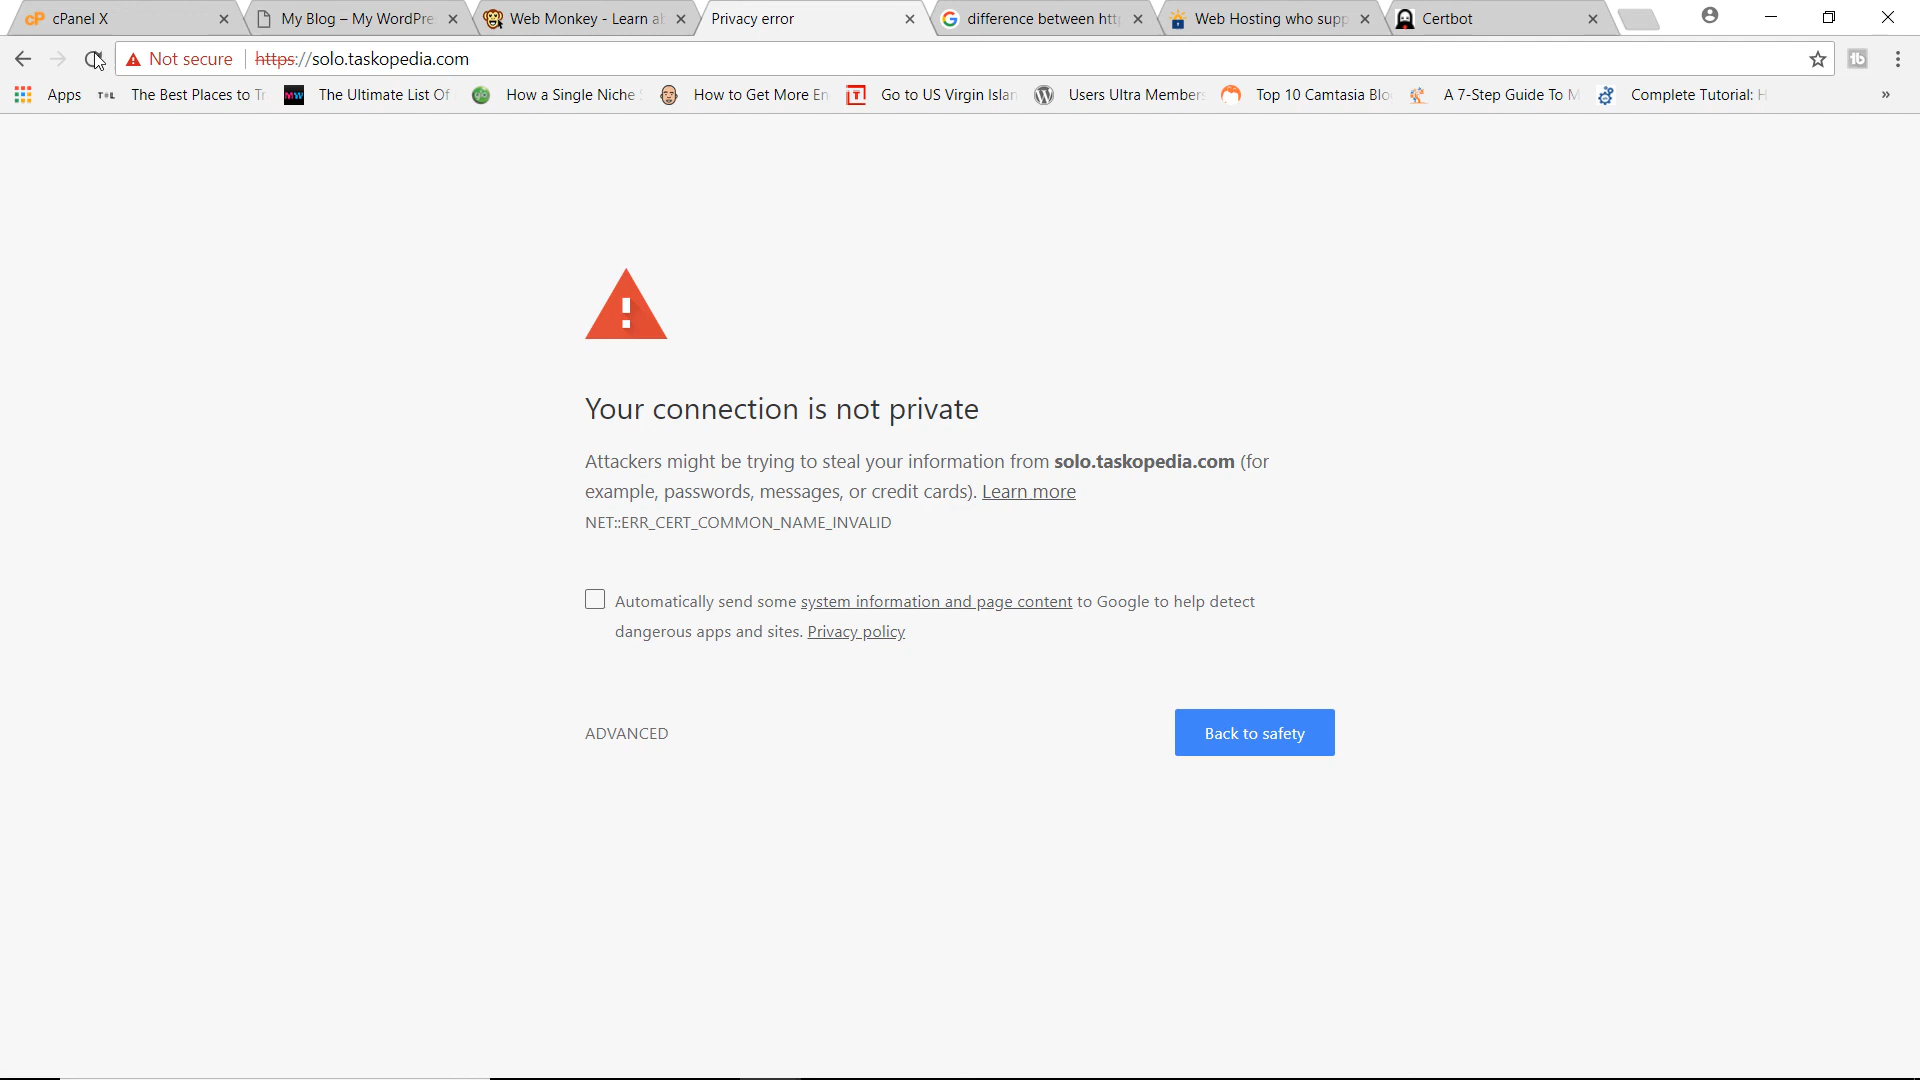 cPanel X
My Blog – My WordPre
Web Monkey - Learn a
Privacy error
difference between htt
Web Hosting who supp
Certbot
Not secure
https://solo.taskopedia.com
Apps
The Best Places to Tr
The Ultimate List Of
How a Single Niche
How to Get More En
Go to US Virgin Islan
Users Ultra Members
Top 10 Camtasia Blo
A 7-Step Guide To M
Complete Tutorial: H
»
Your connection is not private
Attackers might be trying to steal your information from solo.taskopedia.com (for
example, passwords, messages, or credit cards). Learn more
NET::ERR_CERT_COMMON_NAME_INVALID
Automatically send some system information and page content to Google to help detect
dangerous apps and sites. Privacy policy
ADVANCED
Back to safety